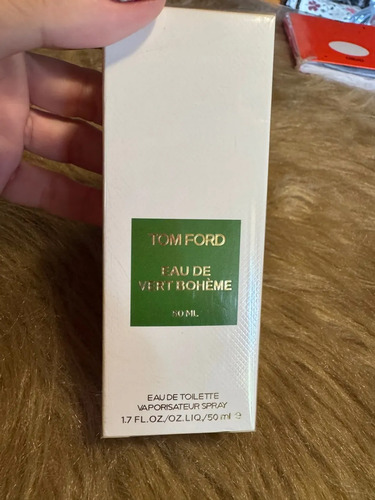 TOM FORD
EAU DE
VERT BOHÈME
50 ML
EAU DE TOILETTE
VAPORISATEUR SPRAY
1.7 FL.OZ./OZ.LIQ./50 ml ℮